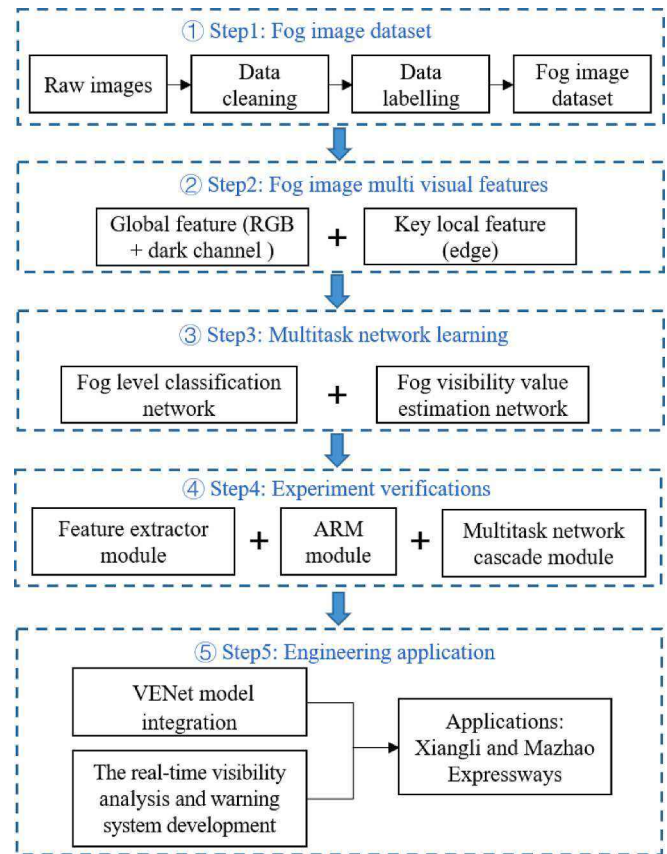 ① Step1: Fog image dataset
Raw images
Data
cleaning
Data
labelling
Fog image
dataset
② Step2: Fog image multi visual features
Global feature (RGB
+ dark channel )
+
Key local feature
(edge)
③ Step3: Multitask network learning
Fog level classification
network
+
Fog visibility value
estimation network
④ Step4: Experiment verifications
Feature extractor
module
+
ARM
module
+
Multitask network
cascade module
⑤ Step5: Engineering application
VENet model
integration
The real-time visibility
analysis and warning
system development
Applications:
Xiangli and Mazhao
Expressways